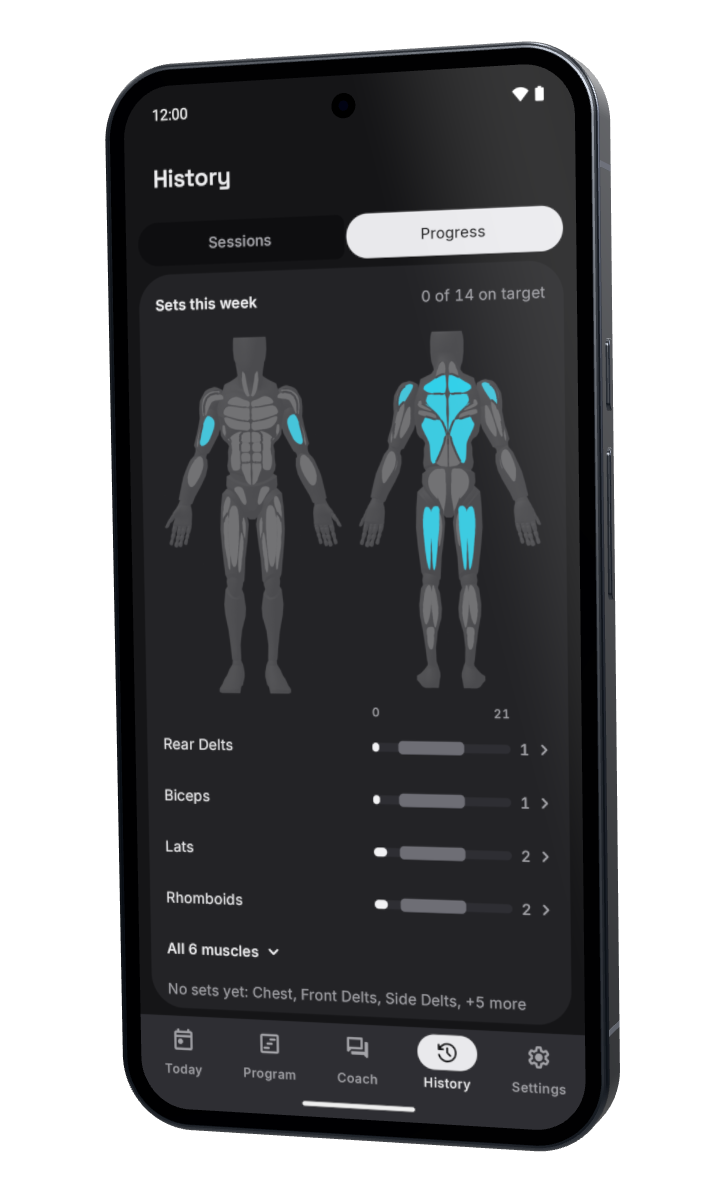 12:00
History
Sessions
Progress
Sets this week
0 of 14 on target
0
21
Rear Delts
1
Biceps
1
Lats
2
Rhomboids
2
All 6 muscles
No sets yet: Chest, Front Delts, Side Delts, +5 more
Today
Program
Coach
History
Settings